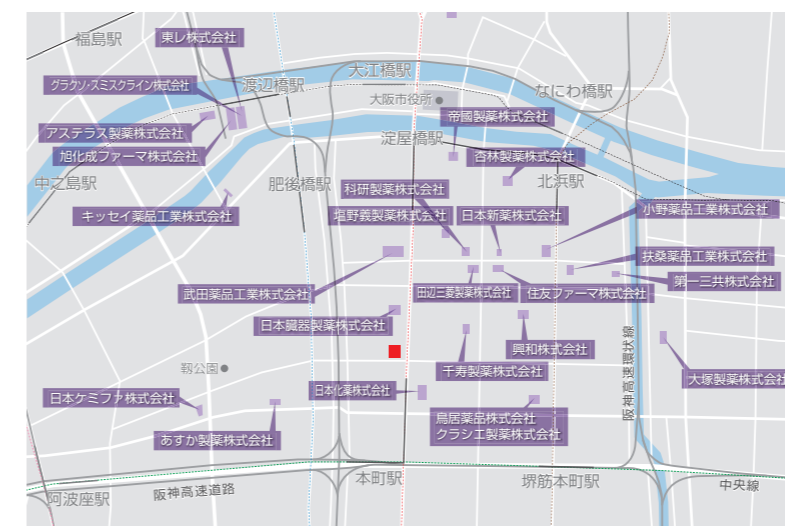 東レ株式会社
福島駅
大江橋駅
グラクソ・スミスクライン株式会社
渡辺橋駅
なにわ橋駅
大阪市役所
帝國製薬株式会社
アステラス製薬株式会社
淀屋橋駅
旭化成ファーマ株式会社
杏林製薬株式会社
中之島駅
肥後橋駅
科研製薬株式会社
北浜駅
キッセイ薬品工業株式会社
塩野義製薬株式会社
日本新薬株式会社
小野薬品工業株式会社
扶桑薬品工業株式会社
武田薬品工業株式会社
田辺三菱製薬株式会社
住友ファーマ株式会社
第一三共株式会社
日本臓器製薬株式会社
興和株式会社
阪神高速環状線
靱公園
千寿製薬株式会社
大塚製薬株式会社
日本ケミファ株式会社
日本化薬株式会社
あすか製薬株式会社
鳥居薬品株式会社
クラシエ製薬株式会社
阿波座駅
阪神高速道路
本町駅
堺筋本町駅
中央線